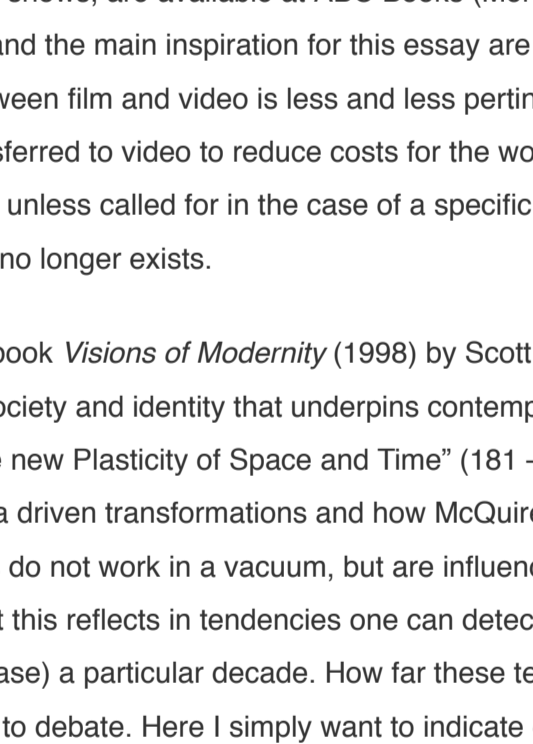 and the main inspiration for this essay are
ween film and video is less and less pertin
sferred to video to reduce costs for the wo
unless called for in the case of a specific
no longer exists.
book Visions of Modernity (1998) by Scott
ociety and identity that underpins contemp
new Plasticity of Space and Time” (181 -
a driven transformations and how McQuire
do not work in a vacuum, but are influenc
t this reflects in tendencies one can detec
ase) a particular decade. How far these te
to debate. Here I simply want to indicate